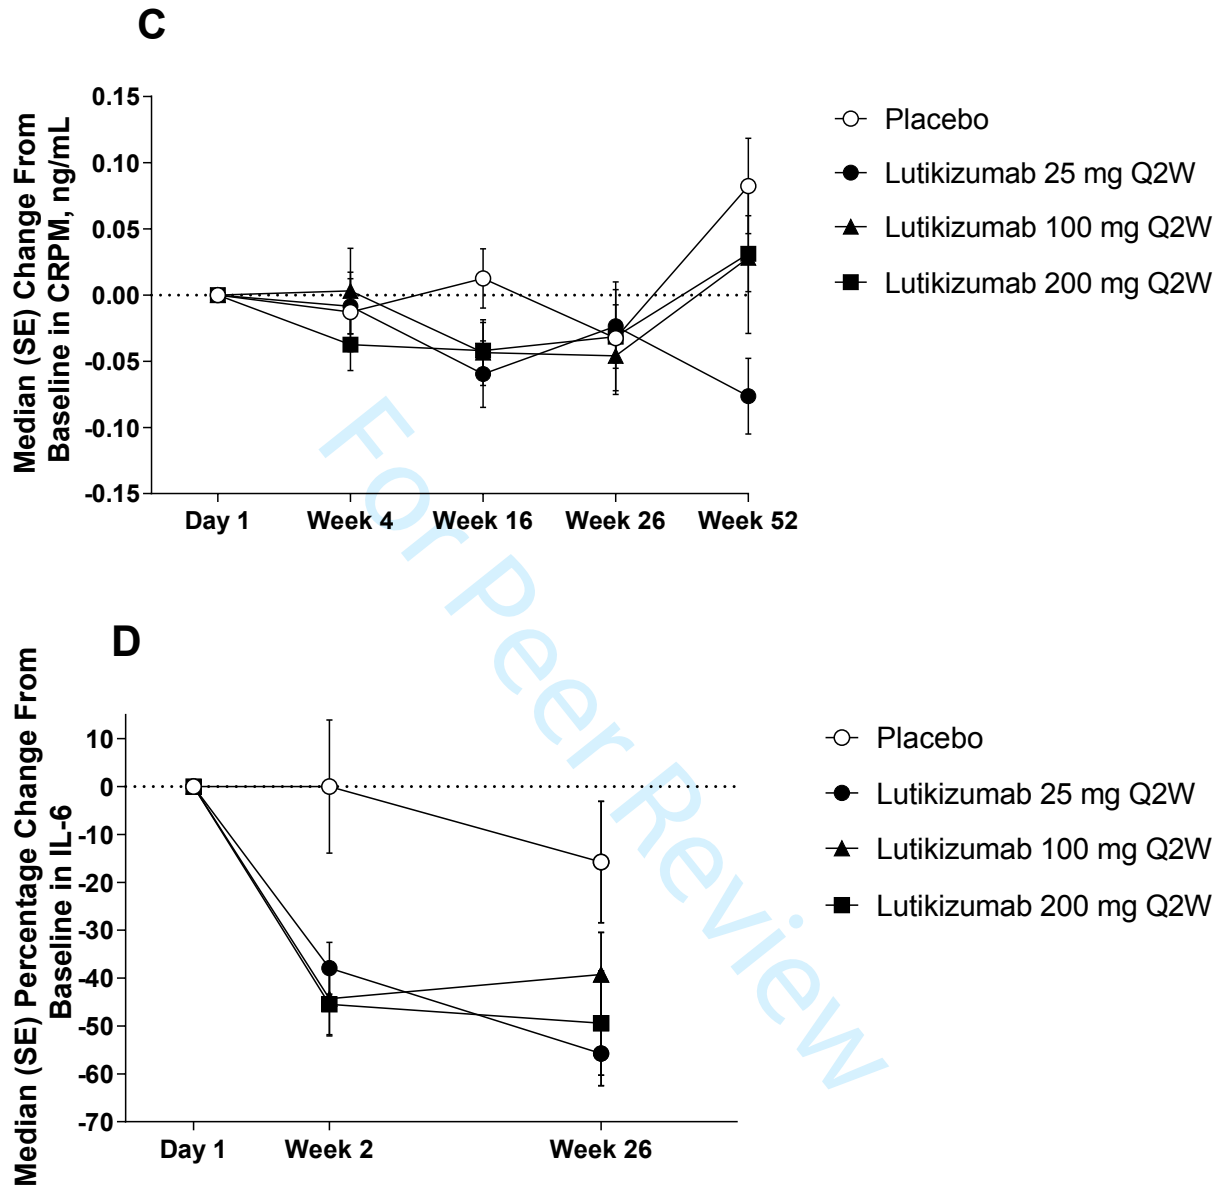 C
Median (SE) Change From
Baseline in CRPM, ng/mL
0.15
0.10
0.05
0.00
-0.05
-0.10
-0.15
Day 1 Week 4 Week 16 Week 26 Week 52
Placebo
Lutikizumab 25 mg Q2W
Lutikizumab 100 mg Q2W
Lutikizumab 200 mg Q2W
For Peer Review
D
Median (SE) Percentage Change From
Baseline in IL-6
10
0
-10
-20
-30
-40
-50
-60
-70
Day 1 Week 2 Week 26
Placebo
Lutikizumab 25 mg Q2W
Lutikizumab 100 mg Q2W
Lutikizumab 200 mg Q2W